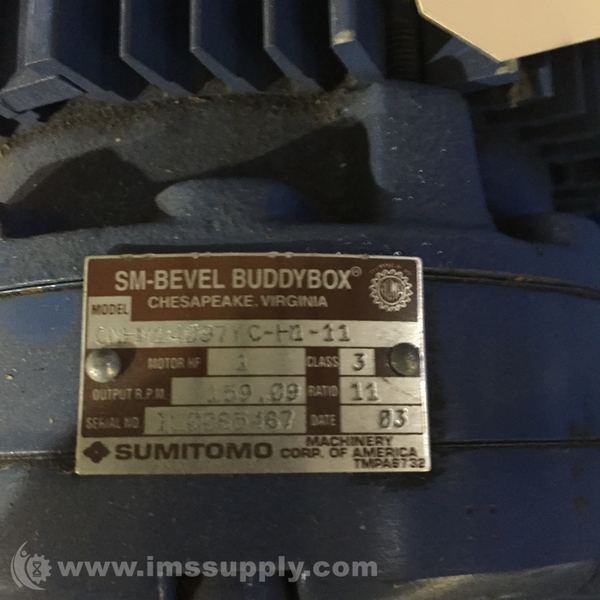 SM-BEVEL BUDDYBOX®
CHESAPEAKE, VIRGINIA
MODEL
MOTOR HP 1 CLASS 3
OUTPUT R.P.M. 159.09 RATIO 11
SERIAL NO. DATE 03
SUMITOMO MACHINERY
CORP. OF AMERICA
TMPA6732
www.imssupply.com